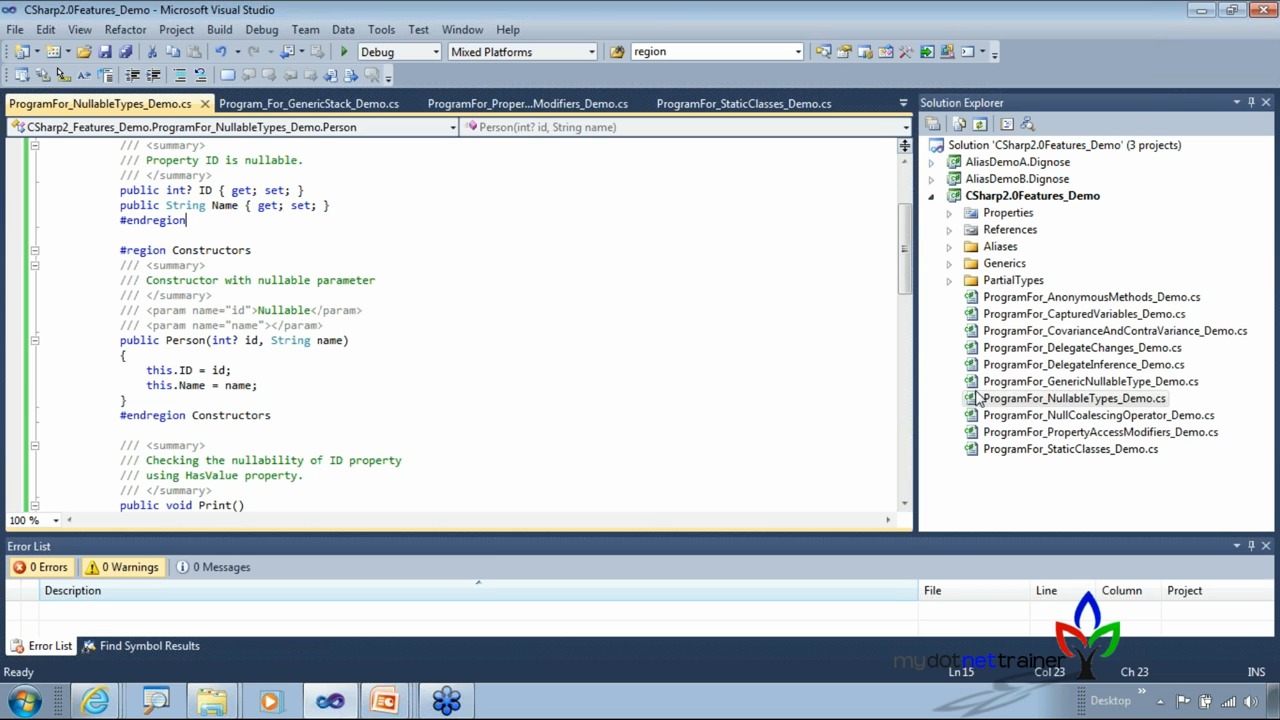 CSharp2.0Features_Demo - Microsoft Visual Studio
File Edit View Refactor Project Build Debug Team Data Tools Test Window Help
Debug Mixed Platforms region
ProgramFor_NullableTypes_Demo.cs Program_For_GenericStack_Demo.cs ProgramFor_Proper...Modifiers_Demo.cs ProgramFor_StaticClasses_Demo.cs
CSharp2_Features_Demo.ProgramFor_NullableTypes_Demo.Person Person(int? id, String name)
/// <summary>
/// Property ID is nullable.
/// </summary>
public int? ID { get; set; }
public String Name { get; set; }
#endregion
#region Constructors
/// <summary>
/// Constructor with nullable parameter
/// </summary>
/// <param name="id">Nullable</param>
/// <param name="name"></param>
public Person(int? id, String name)
{
this.ID = id;
this.Name = name;
}
#endregion Constructors
/// <summary>
/// Checking the nullability of ID property
/// using HasValue property.
/// </summary>
public void Print()
100 %
Solution Explorer
Solution 'CSharp2.0Features_Demo' (3 projects)
AliasDemoA.Dignose
AliasDemoB.Dignose
CSharp2.0Features_Demo
Properties
References
Aliases
Generics
PartialTypes
ProgramFor_AnonymousMethods_Demo.cs
ProgramFor_CapturedVariables_Demo.cs
ProgramFor_CovarianceAndContraVariance_Demo.cs
ProgramFor_DelegateChanges_Demo.cs
ProgramFor_DelegateInference_Demo.cs
ProgramFor_GenericNullableType_Demo.cs
ProgramFor_NullableTypes_Demo.cs
ProgramFor_NullCoalescingOperator_Demo.cs
ProgramFor_PropertyAccessModifiers_Demo.cs
ProgramFor_StaticClasses_Demo.cs
Error List
0 Errors 0 Warnings 0 Messages
Description File Line Column Project
Error List Find Symbol Results
mydotnettrainer
Ready Ln 15 Col 23 Ch 23 INS
Desktop